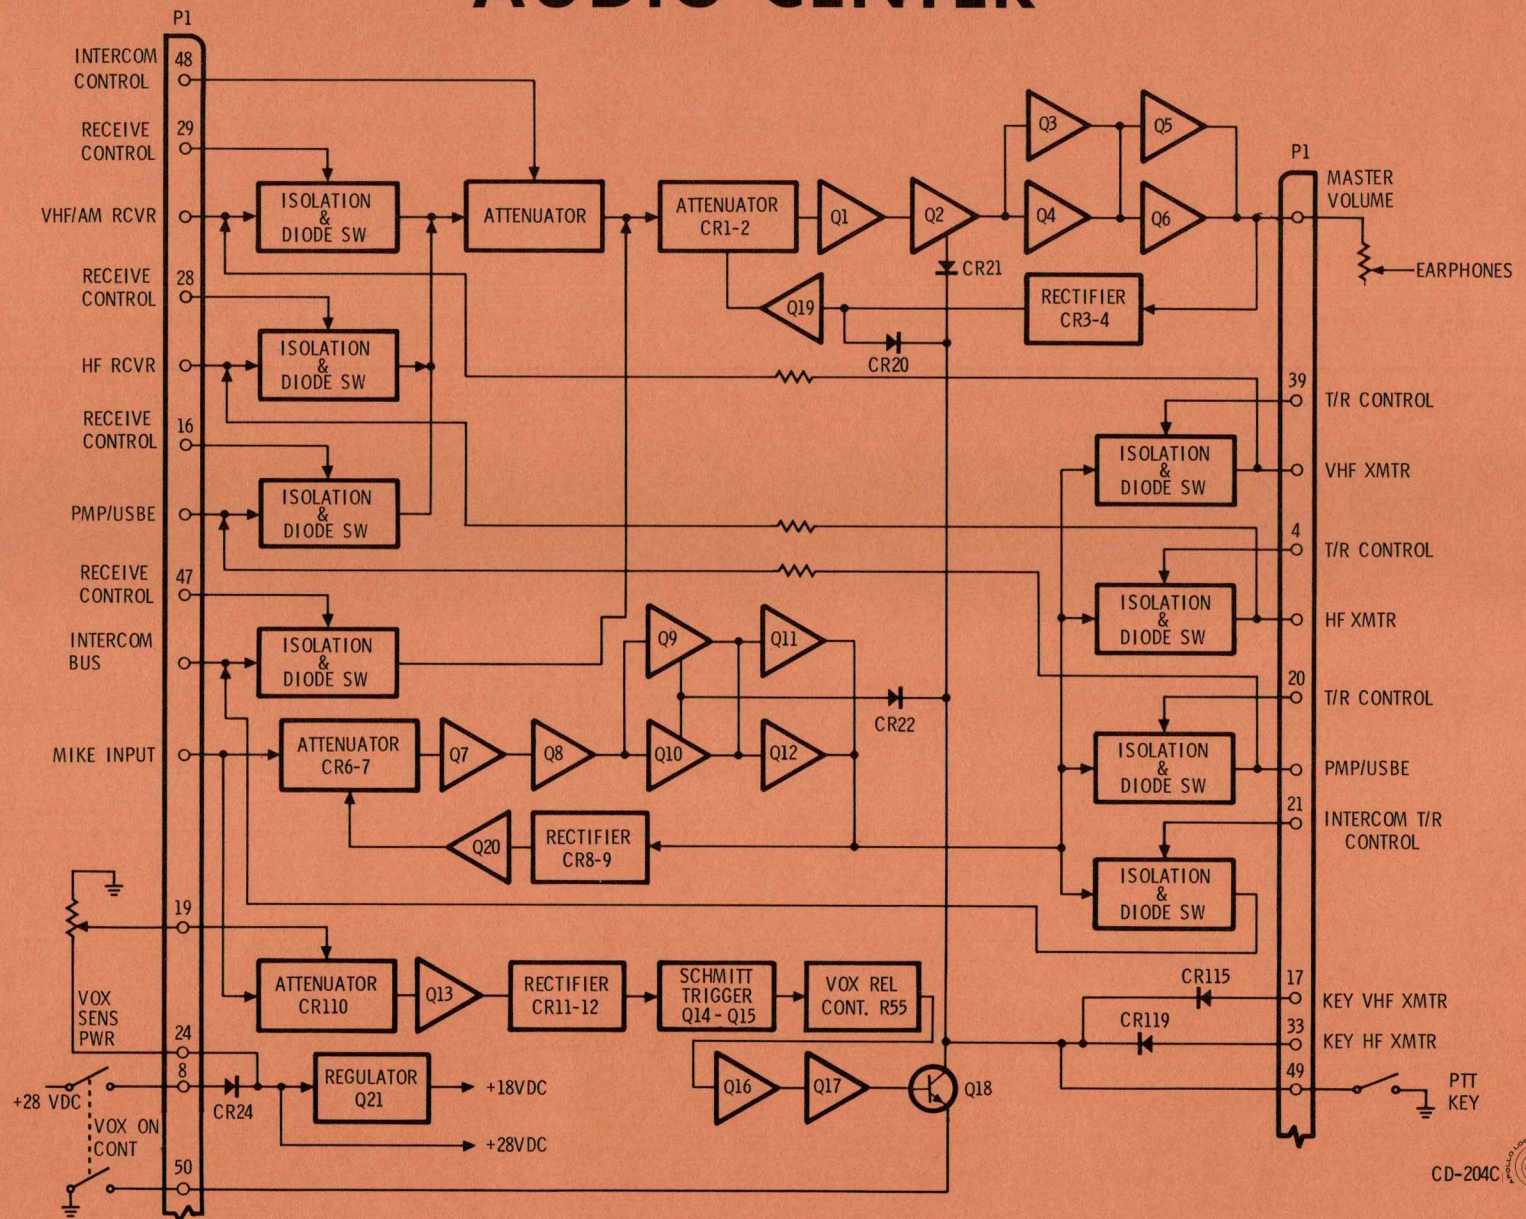 AUDIO CENTER
P1
INTERCOM
CONTROL
48
RECEIVE
CONTROL
29
VHF/AM RCVR
ISOLATION
&
DIODE SW
ATTENUATOR
ATTENUATOR
CR1-2
Q1
Q2
Q3
Q4
Q5
Q6
P1
MASTER
VOLUME
EARPHONES
CR21
Q19
RECTIFIER
CR3-4
CR20
RECEIVE
CONTROL
28
HF RCVR
ISOLATION
&
DIODE SW
RECEIVE
CONTROL
16
PMP/USBE
ISOLATION
&
DIODE SW
39
T/R CONTROL
ISOLATION
&
DIODE SW
VHF XMTR
4
T/R CONTROL
ISOLATION
&
DIODE SW
HF XMTR
RECEIVE
CONTROL
47
INTERCOM
BUS
ISOLATION
&
DIODE SW
Q9
Q11
CR22
MIKE INPUT
ATTENUATOR
CR6-7
Q7
Q8
Q10
Q12
Q20
RECTIFIER
CR8-9
20
T/R CONTROL
ISOLATION
&
DIODE SW
PMP/USBE
21
INTERCOM T/R
CONTROL
ISOLATION
&
DIODE SW
19
ATTENUATOR
CR110
Q13
RECTIFIER
CR11-12
SCHMITT
TRIGGER
Q14-Q15
VOX REL
CONT. R55
VOX
SENS
PWR
24
8
+28 VDC
CR24
REGULATOR
Q21
+18VDC
+28VDC
VOX ON
CONT
50
Q16
Q17
Q18
CR115
17
KEY VHF XMTR
CR119
33
KEY HF XMTR
49
PTT
KEY
CD-204C